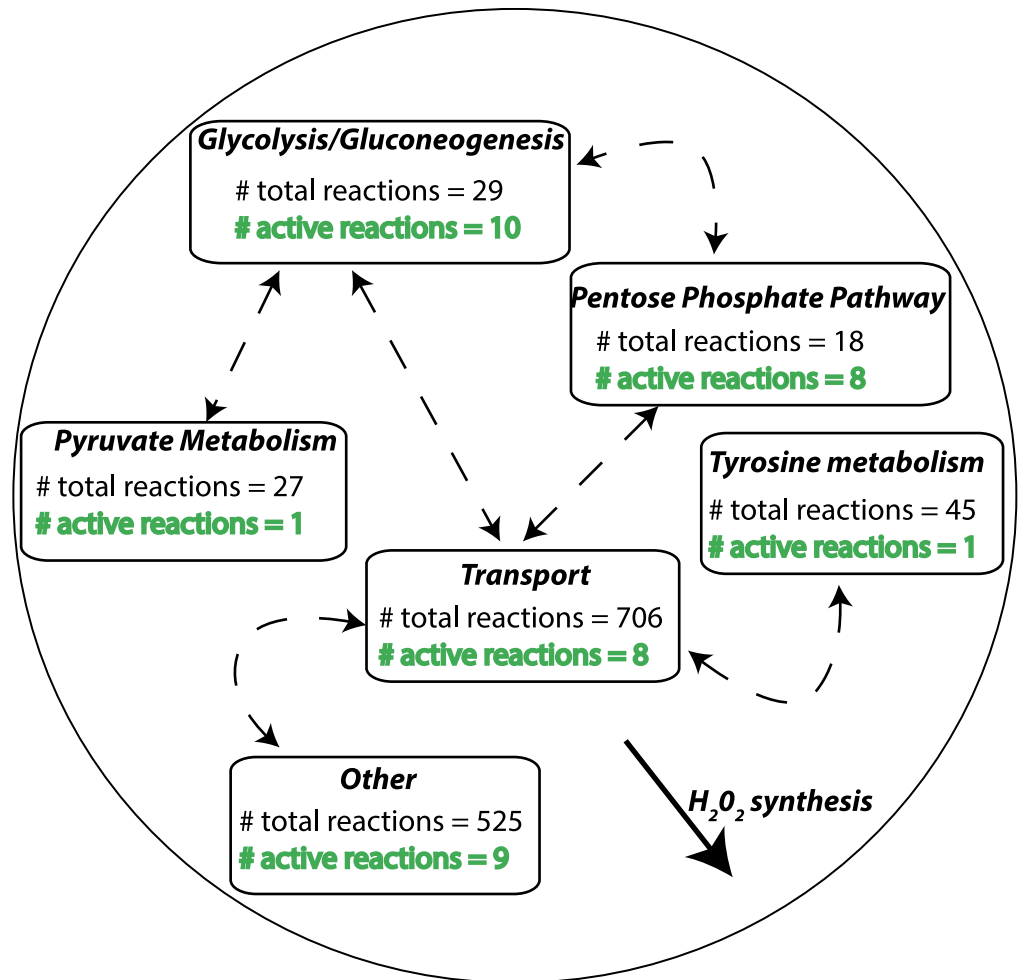 Glycolysis/Gluconeogenesis
# total reactions = 29
# active reactions = 10
Pentose Phosphate Pathway
# total reactions = 18
# active reactions = 8
Pyruvate Metabolism
# total reactions = 27
# active reactions = 1
Tyrosine metabolism
# total reactions = 45
# active reactions = 1
Transport
# total reactions = 706
# active reactions = 8
Other
# total reactions = 525
# active reactions = 9
H₂0₂ synthesis